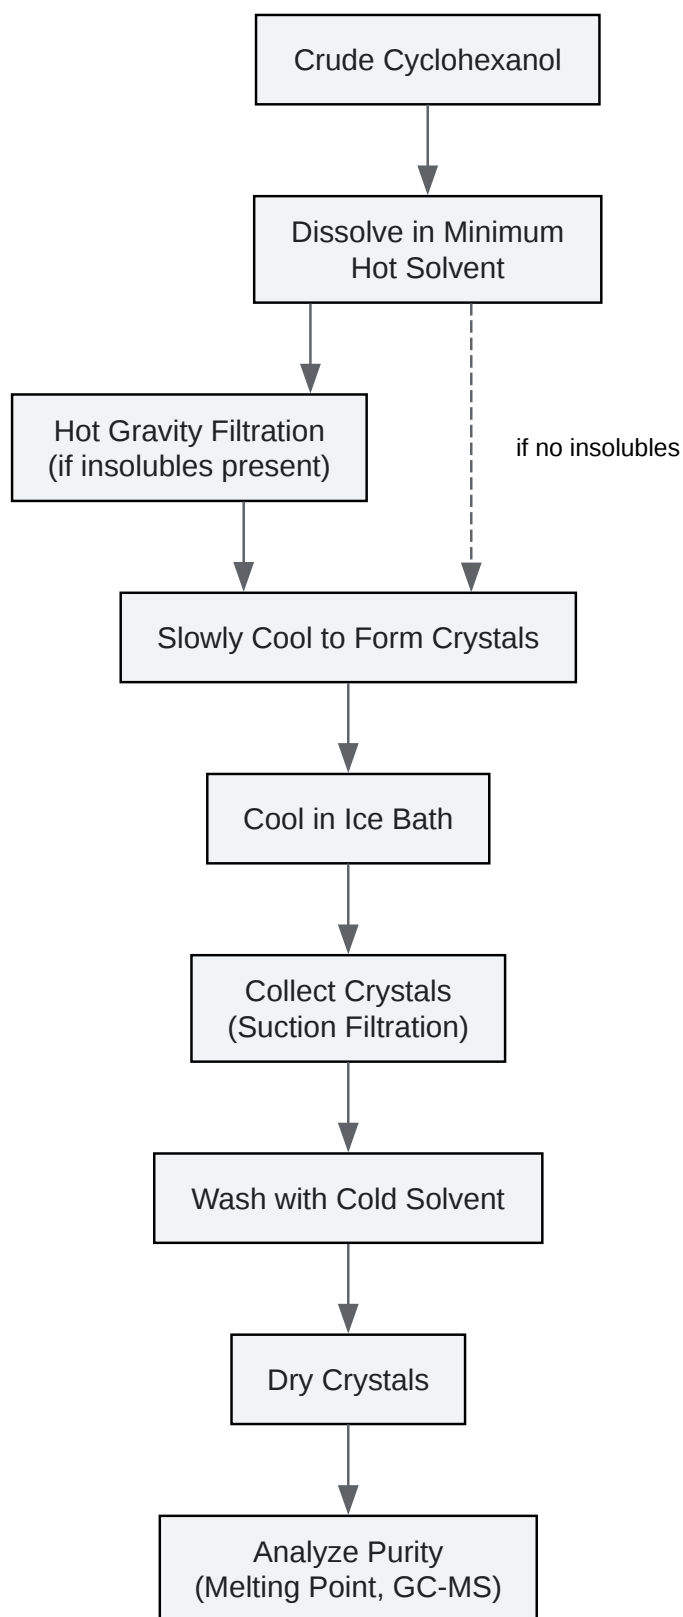 Crude Cyclohexanol
Dissolve in Minimum
Hot Solvent
Hot Gravity Filtration
(if insolubles present)
if no insolubles
Slowly Cool to Form Crystals
Cool in Ice Bath
Collect Crystals
(Suction Filtration)
Wash with Cold Solvent
Dry Crystals
Analyze Purity
(Melting Point, GC-MS)